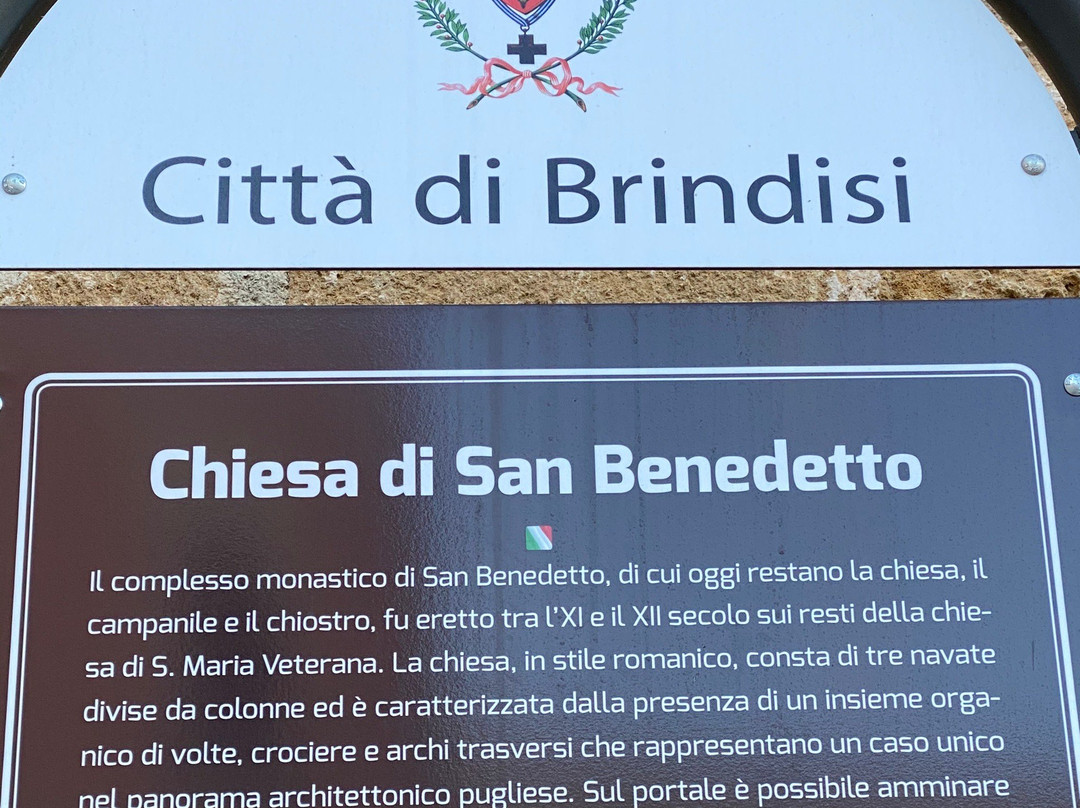 Città di Brindisi
Chiesa di San Benedetto
Il complesso monastico di San Benedetto, di cui oggi restano la chiesa, il
campanile e il chiostro, fu eretto tra l'XI e il XII secolo sui resti della chie-
sa di S. Maria Veterana. La chiesa, in stile romanico, consta di tre navate
divise da colonne ed è caratterizzata dalla presenza di un insieme orga-
nico di volte, crociere e archi trasversi che rappresentano un caso unico
nel panorama architettonico pugliese. Sul portale è possibile amminare